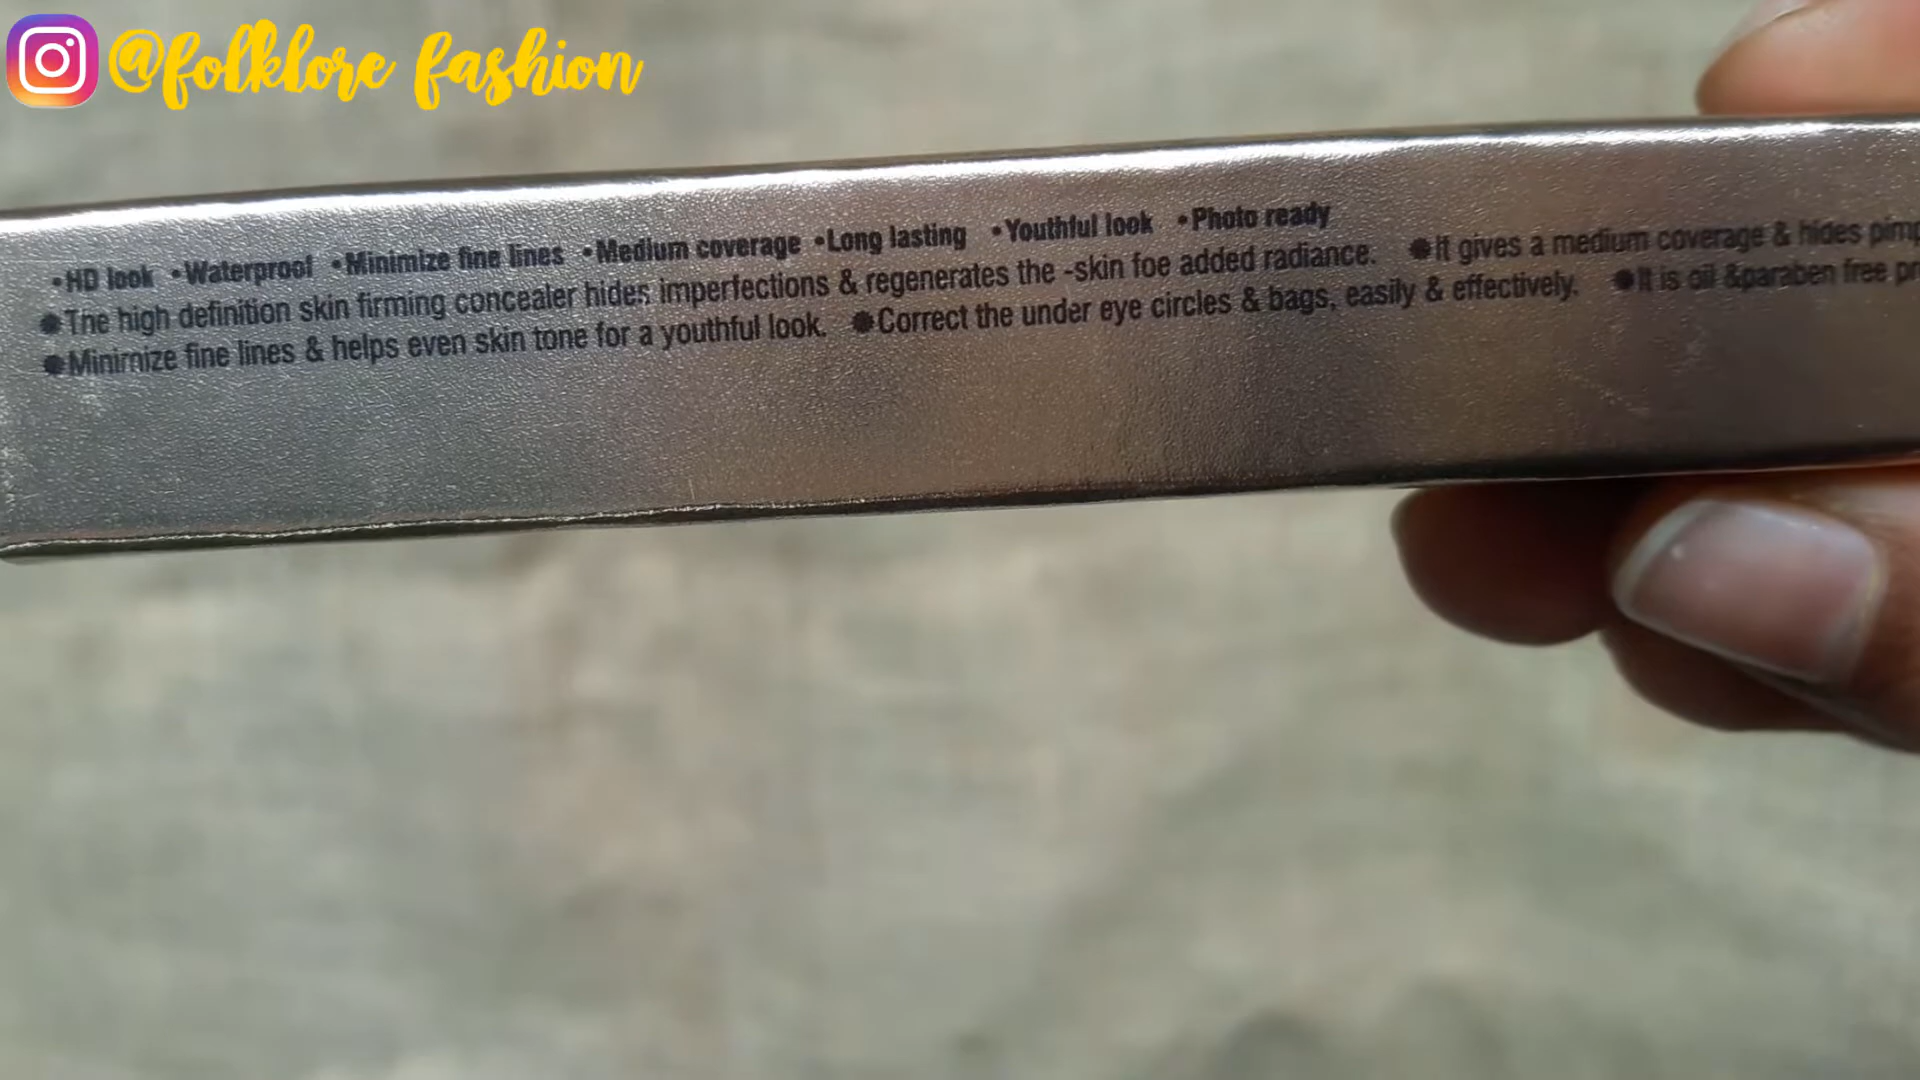 @folklore fashion
•HD look •Waterproof •Minimize fine lines •Medium coverage •Long lasting •Youthful look •Photo ready
●The high definition skin firming concealer hides imperfections & regenerates the -skin foe added radiance. ●It gives a medium coverage & hides
●Minimize fine lines & helps even skin tone for a youthful look. ●Correct the under eye circles & bags, easily & effectively. ●It is oil &paraben free